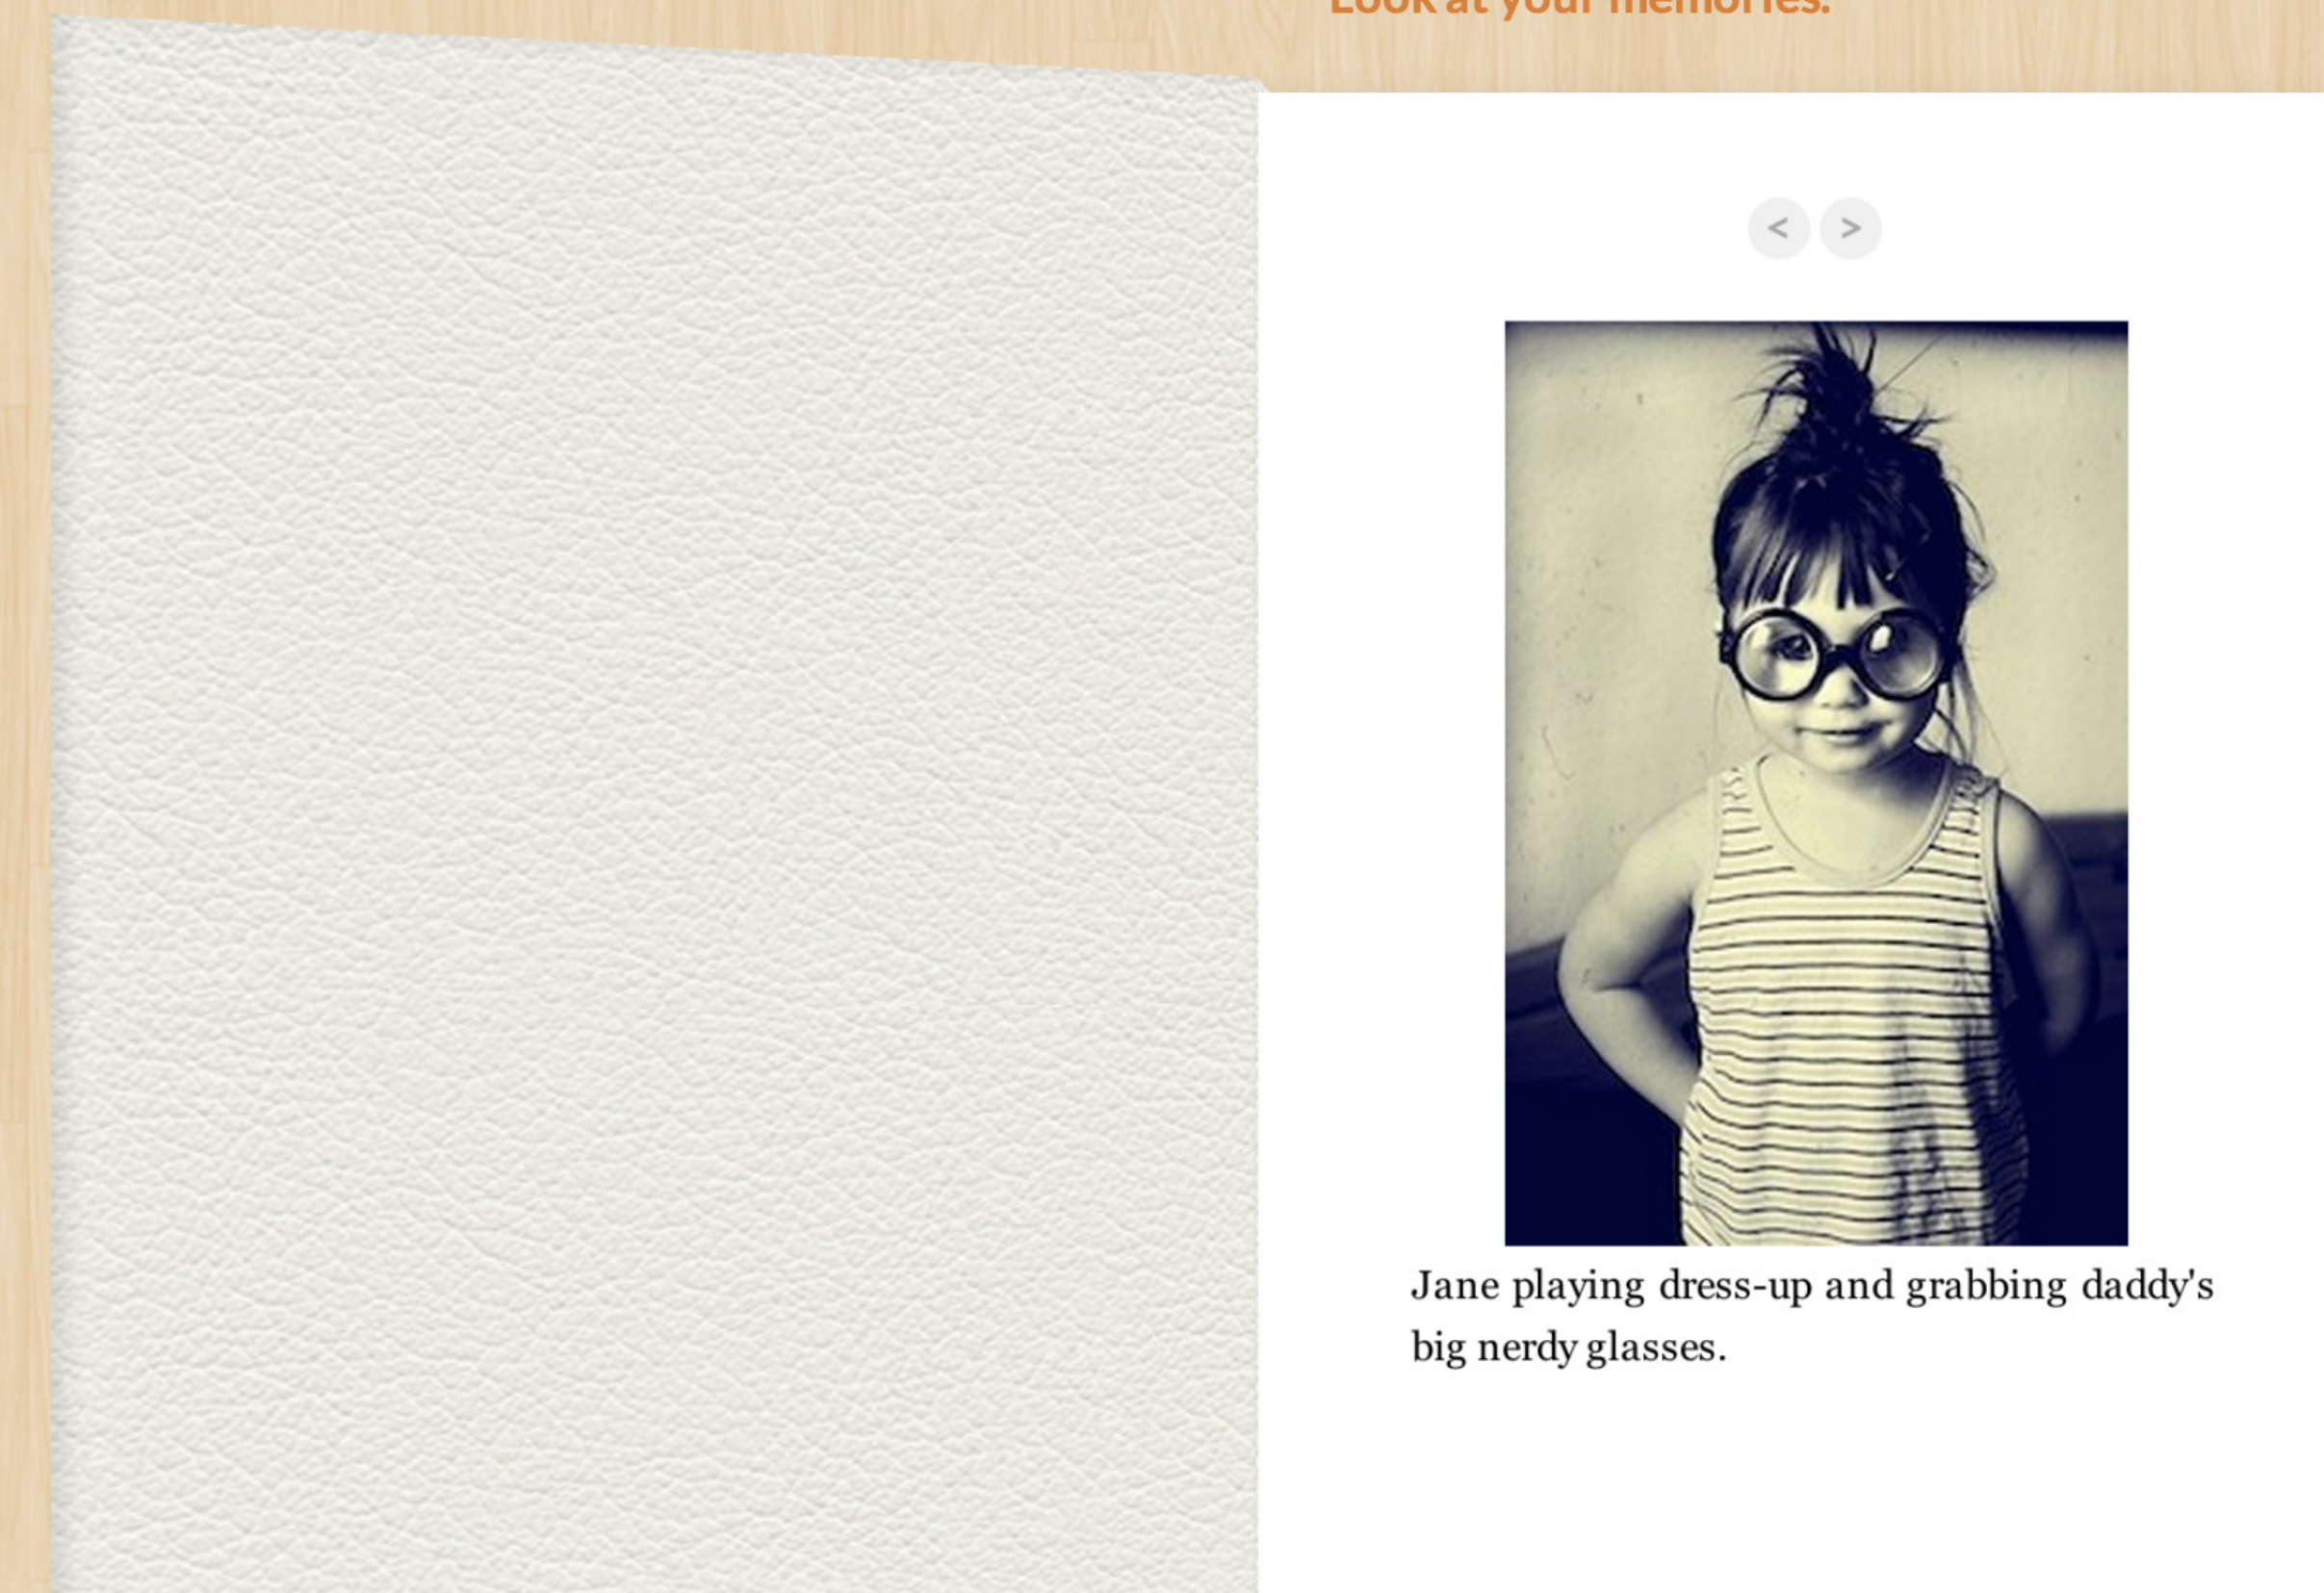 Look at your memories.
< >
Jane playing dress-up and grabbing daddy's
big nerdy glasses.